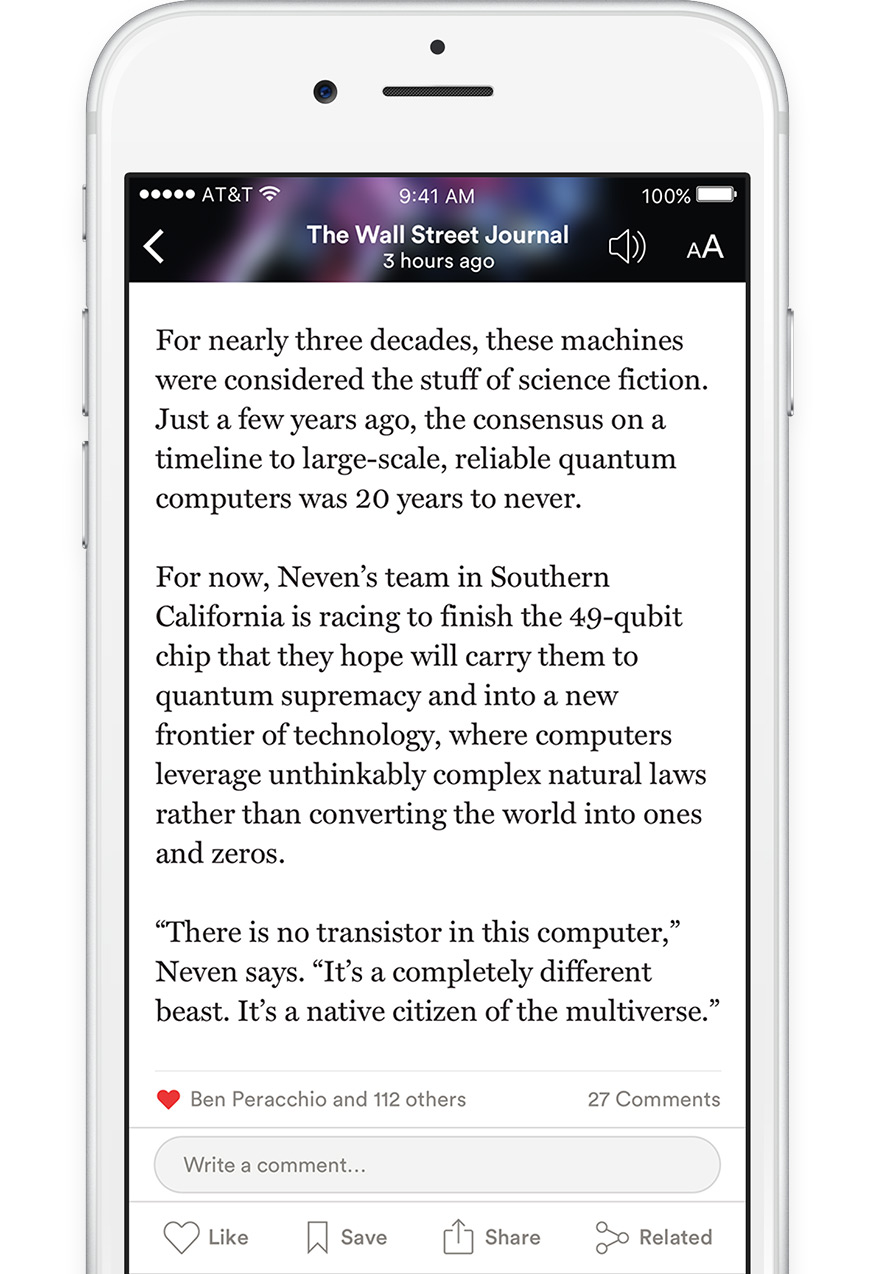 AT&T 9:41 AM 100%
The Wall Street Journal
3 hours ago
AA
For nearly three decades, these machines
were considered the stuff of science fiction.
Just a few years ago, the consensus on a
timeline to large-scale, reliable quantum
computers was 20 years to never.
For now, Neven’s team in Southern
California is racing to finish the 49-qubit
chip that they hope will carry them to
quantum supremacy and into a new
frontier of technology, where computers
leverage unthinkably complex natural laws
rather than converting the world into ones
and zeros.
“There is no transistor in this computer,”
Neven says. “It’s a completely different
beast. It’s a native citizen of the multiverse.”
Ben Peracchio and 112 others 27 Comments
Write a comment...
Like Save Share Related